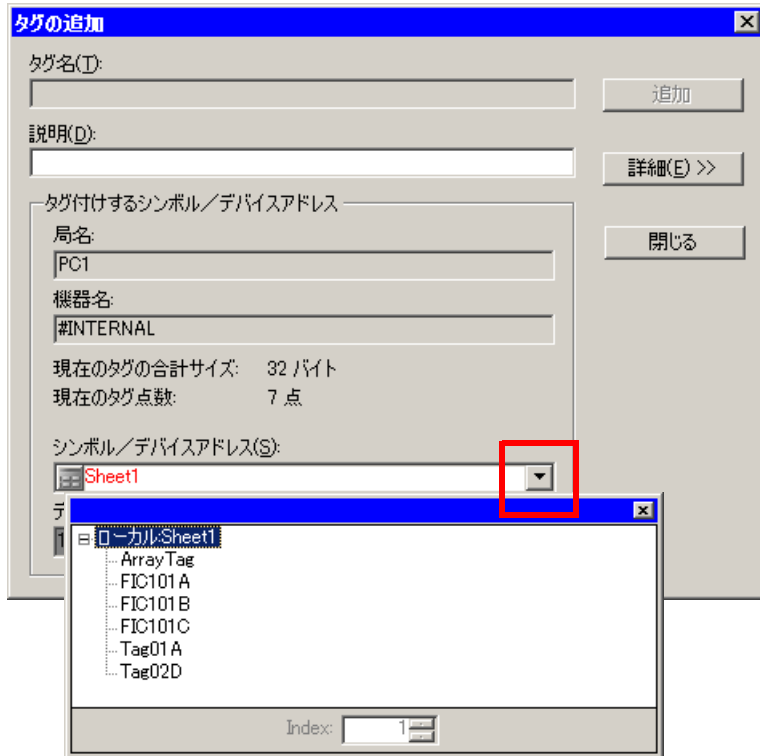 タグの追加
タグ名(T):
追加
説明(D):
詳細(E) >>
タグ付けするシンボル／デバイスアドレス
閉じる
局名:
PC1
機器名:
#INTERNAL
現在のタグの合計サイズ: 32 バイト
現在のタグ点数: 7 点
シンボル／デバイスアドレス(S):
Sheet1
ローカル:Sheet1
ArrayTag
FIC101A
FIC101B
FIC101C
Tag01A
Tag02D
Index: 1